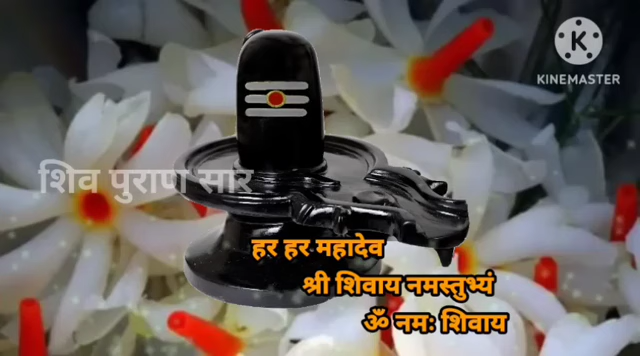 KINEMASTER
शिव पुराण सार
हर हर महादेव
श्री शिवाय नमस्तुभ्यं
ॐ नमः शिवाय